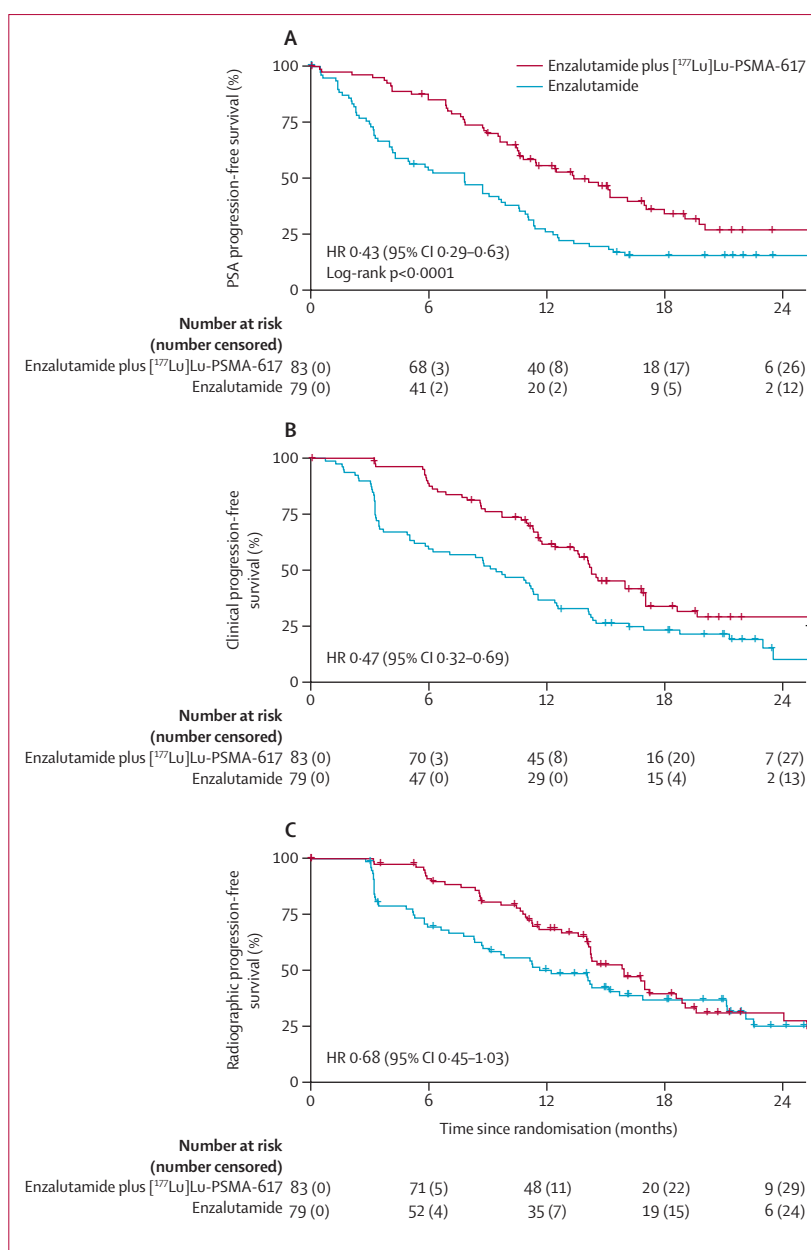 A
PSA progression-free survival (%)
100
75
50
25
0
Enzalutamide plus [¹⁷⁷Lu]Lu-PSMA-617
Enzalutamide
HR 0·43 (95% CI 0·29–0·63)
Log-rank p<0·0001
0 6 12 18 24
Number at risk
(number censored)
Enzalutamide plus [¹⁷⁷Lu]Lu-PSMA-617 83 (0) 68 (3) 40 (8) 18 (17) 6 (26)
Enzalutamide 79 (0) 41 (2) 20 (2) 9 (5) 2 (12)
B
Clinical progression-free
survival (%)
100
75
50
25
0
HR 0·47 (95% CI 0·32–0·69)
0 6 12 18 24
Number at risk
(number censored)
Enzalutamide plus [¹⁷⁷Lu]Lu-PSMA-617 83 (0) 70 (3) 45 (8) 16 (20) 7 (27)
Enzalutamide 79 (0) 47 (0) 29 (0) 15 (4) 2 (13)
C
Radiographic progression-free
survival (%)
100
75
50
25
0
HR 0·68 (95% CI 0·45–1·03)
0 6 12 18 24
Time since randomisation (months)
Number at risk
(number censored)
Enzalutamide plus [¹⁷⁷Lu]Lu-PSMA-617 83 (0) 71 (5) 48 (11) 20 (22) 9 (29)
Enzalutamide 79 (0) 52 (4) 35 (7) 19 (15) 6 (24)